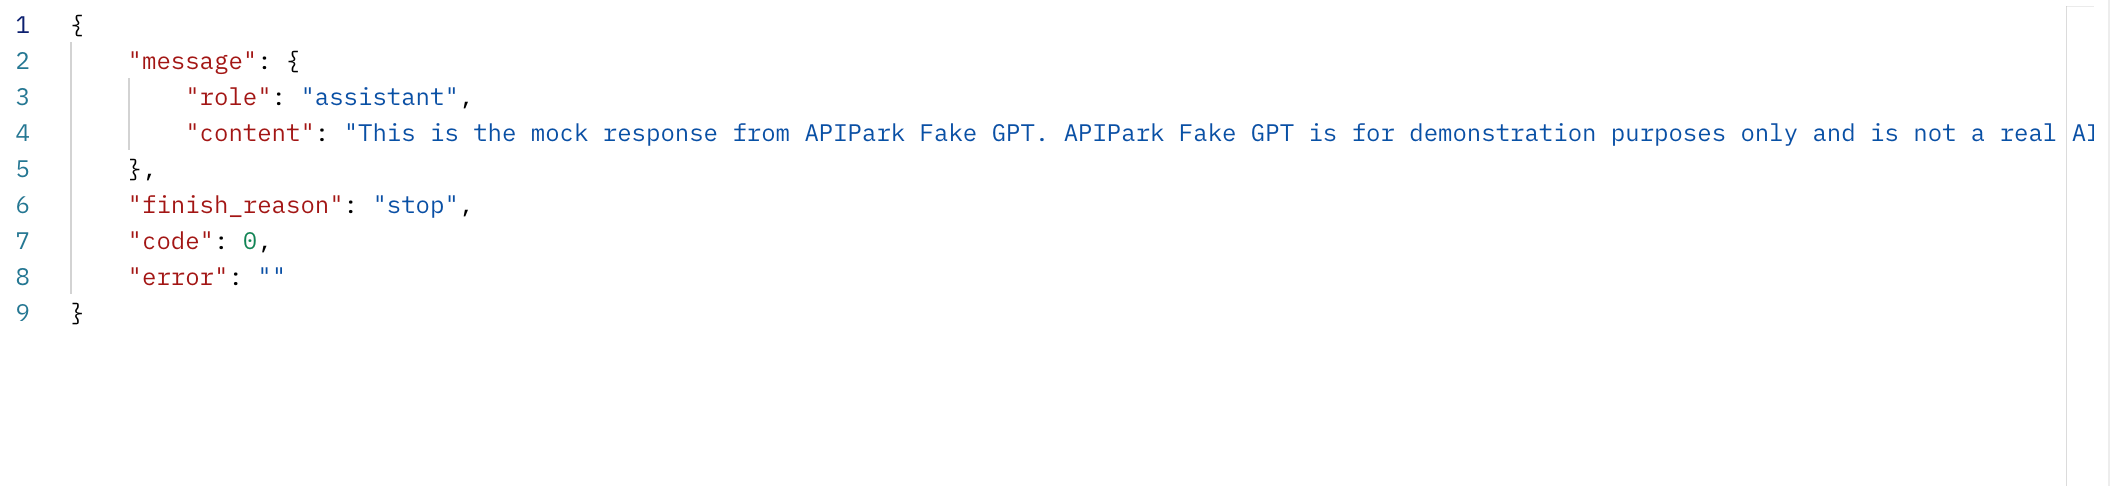 1 {
2 "message": {
3 "role": "assistant",
4 "content": "This is the mock response from APIPark Fake GPT. APIPark Fake GPT is for demonstration purposes only and is not a real AI
5 },
6 "finish_reason": "stop",
7 "code": 0,
8 "error": ""
9 }